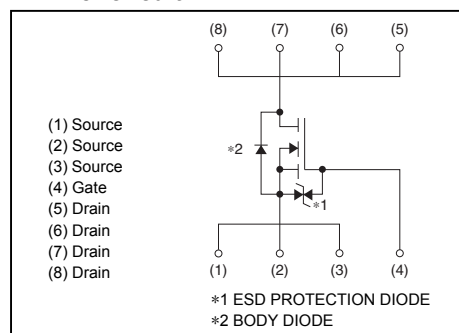 (8) (7) (6) (5)
(1) Source
(2) Source
(3) Source
(4) Gate
(5) Drain
(6) Drain
(7) Drain
(8) Drain
∗2
∗1
(1) (2) (3) (4)
∗1 ESD PROTECTION DIODE
∗2 BODY DIODE